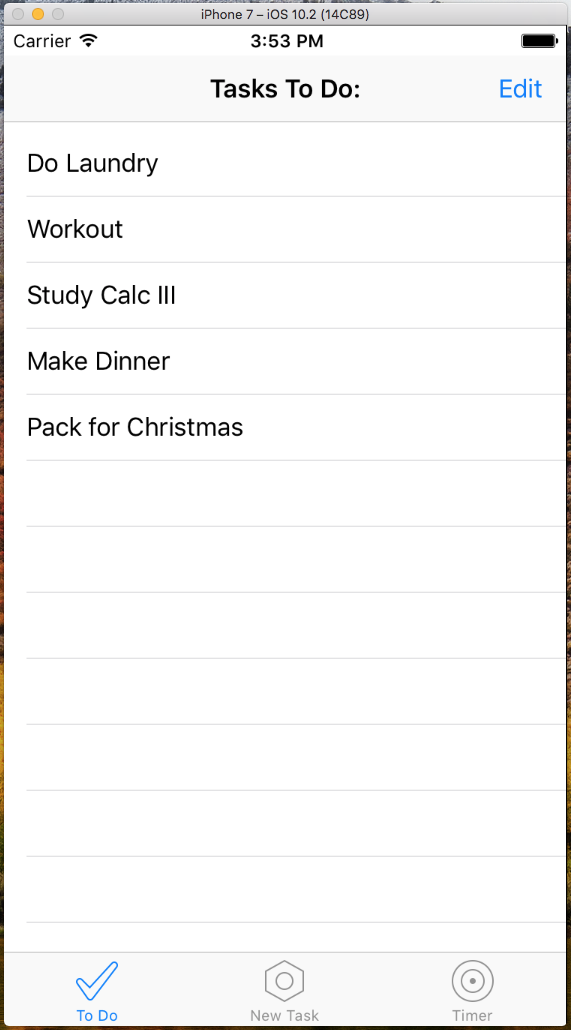 iPhone 7 – iOS 10.2 (14C89)
Carrier 3:53 PM
Tasks To Do: Edit
Do Laundry
Workout
Study Calc III
Make Dinner
Pack for Christmas
To Do New Task Timer